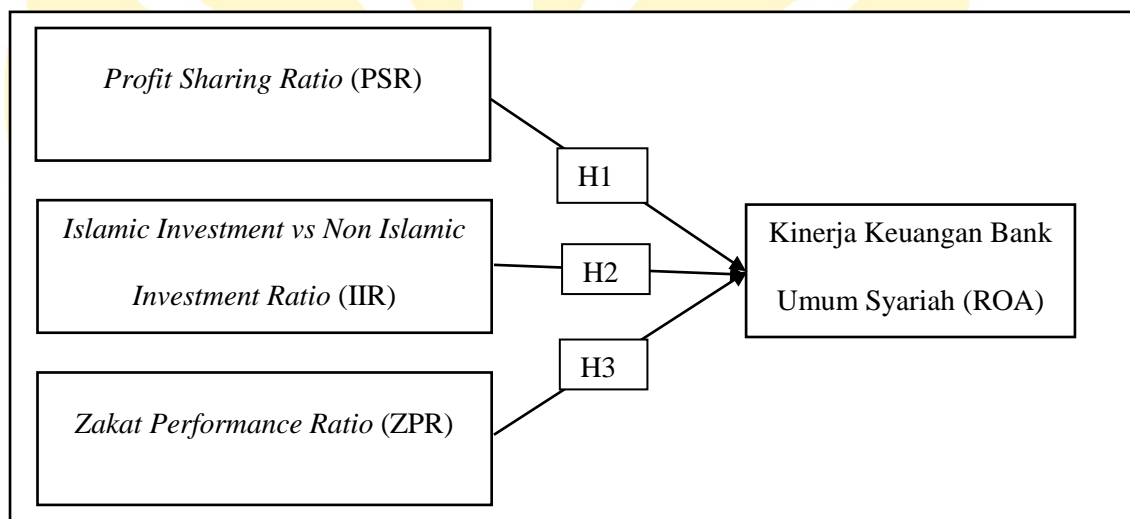 Profit Sharing Ratio (PSR)
H1
Islamic Investment vs Non Islamic
Investment Ratio (IIR)
H2
Kinerja Keuangan Bank
Umum Syariah (ROA)
H3
Zakat Performance Ratio (ZPR)